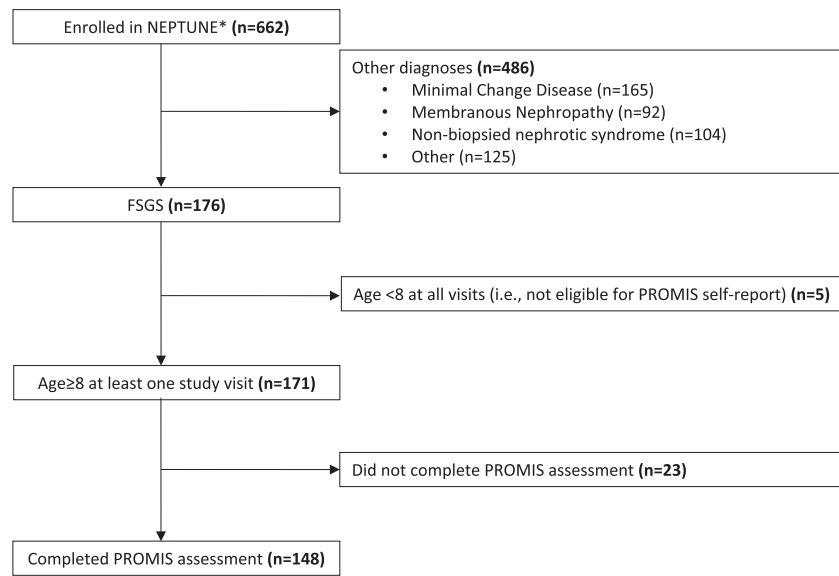 Enrolled in NEPTUNE* (n=662)
Other diagnoses (n=486)
• Minimal Change Disease (n=165)
• Membranous Nephropathy (n=92)
• Non-biopsied nephrotic syndrome (n=104)
• Other (n=125)
FSGS (n=176)
Age <8 at all visits (i.e., not eligible for PROMIS self-report) (n=5)
Age≥8 at least one study visit (n=171)
Did not complete PROMIS assessment (n=23)
Completed PROMIS assessment (n=148)